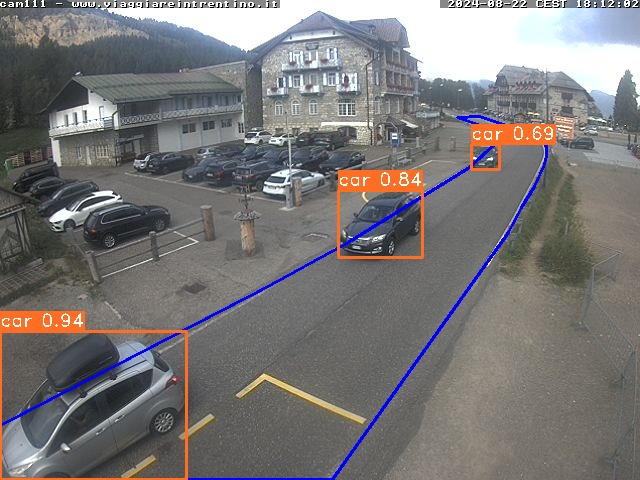 cam111 - www.viaggiareintrentino.it
2024-08-22 CEST 18:12:02
car 0.69
car 0.84
car 0.94